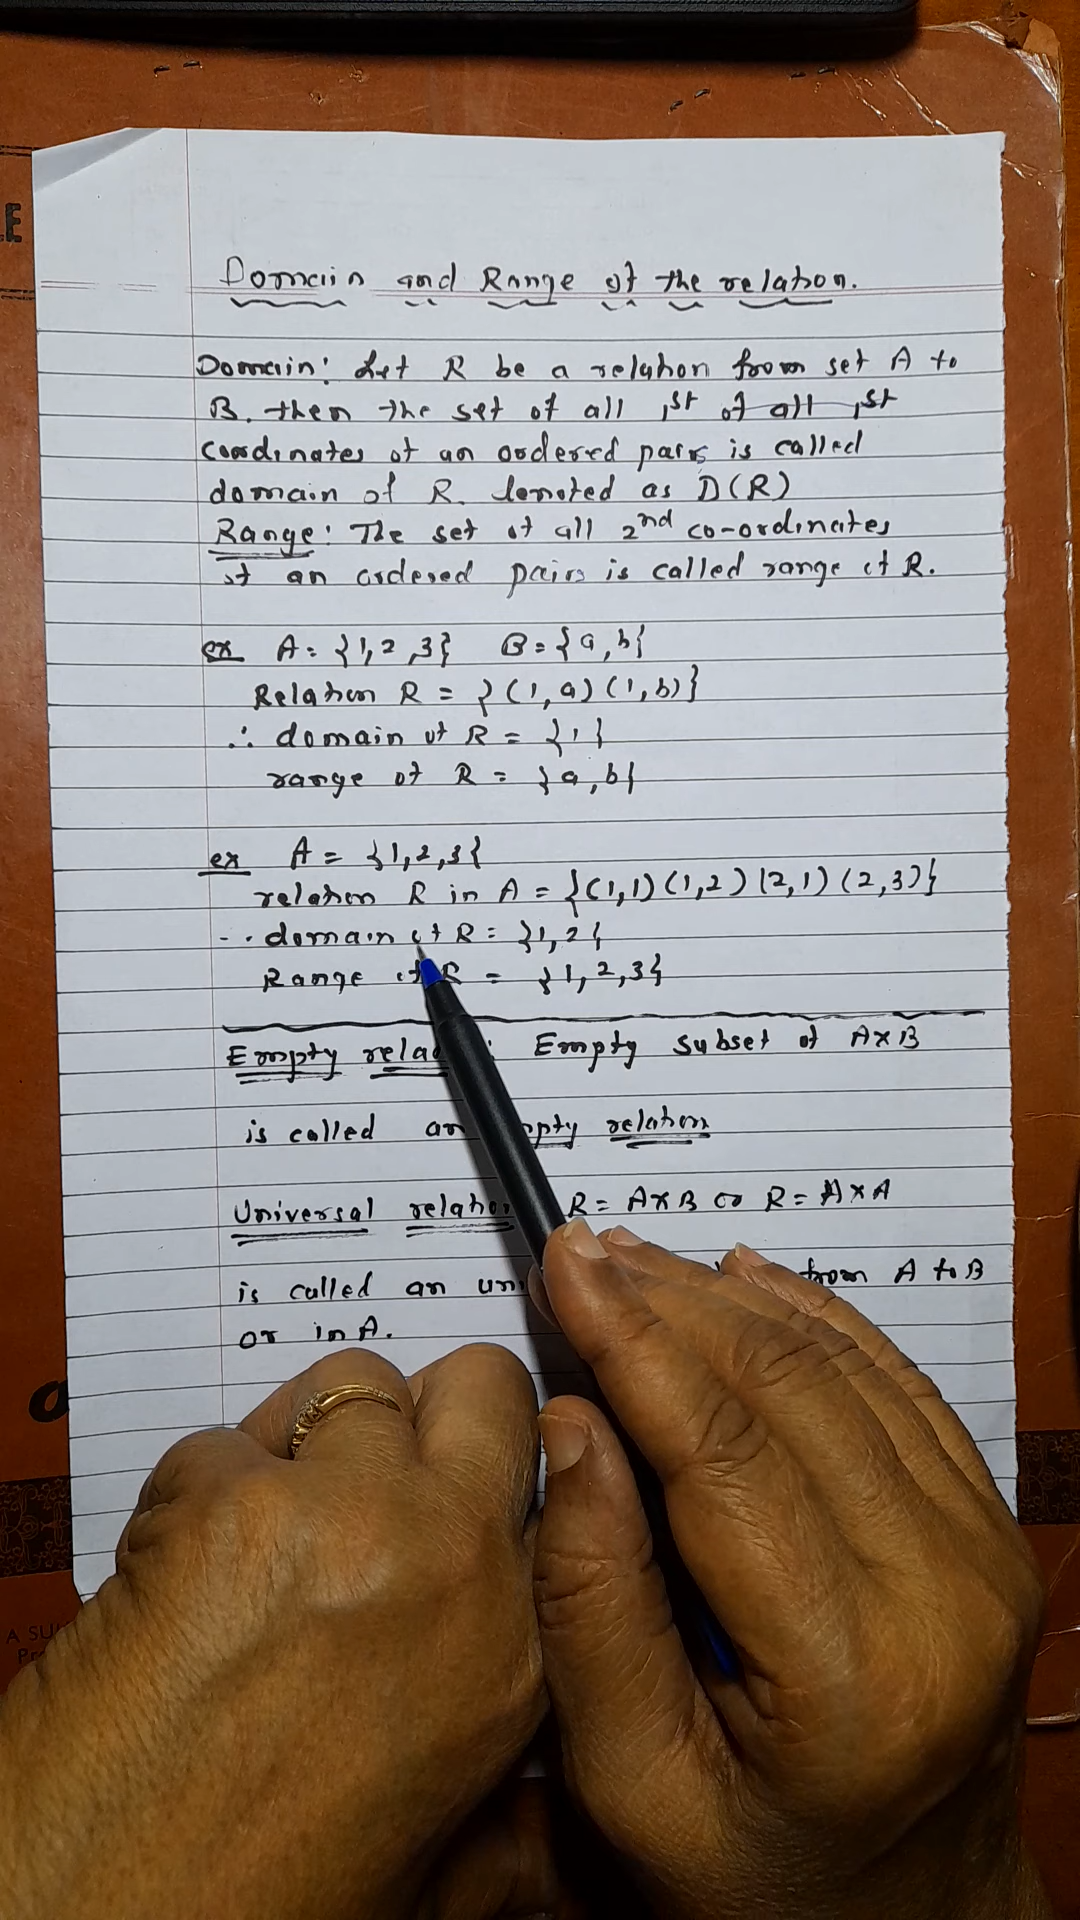 Domain and Range of the relation.
Domain: Let R be a relation from set A to
B. then the set of all 1st of all 1st
coordinates of an ordered pairs is called
domain of R. denoted as D(R)
Range: The set of all 2nd co-ordinates
of an ordered pairs is called range of R.
ex A = {1, 2, 3} B = {a, b}
Relation R = {(1, a) (1, b)}
∴ domain of R = {1}
range of R = {a, b}
ex A = {1, 2, 3}
relation R in A = {(1,1) (1,2) (2,1) (2,3)}
∴ domain of R = {1, 2}
Range of R = {1, 2, 3}
Empty : Empty subset of A×B
is called an relation
Universal R = A×B or R = A×A
is called an from A to B
or in A.
A SU